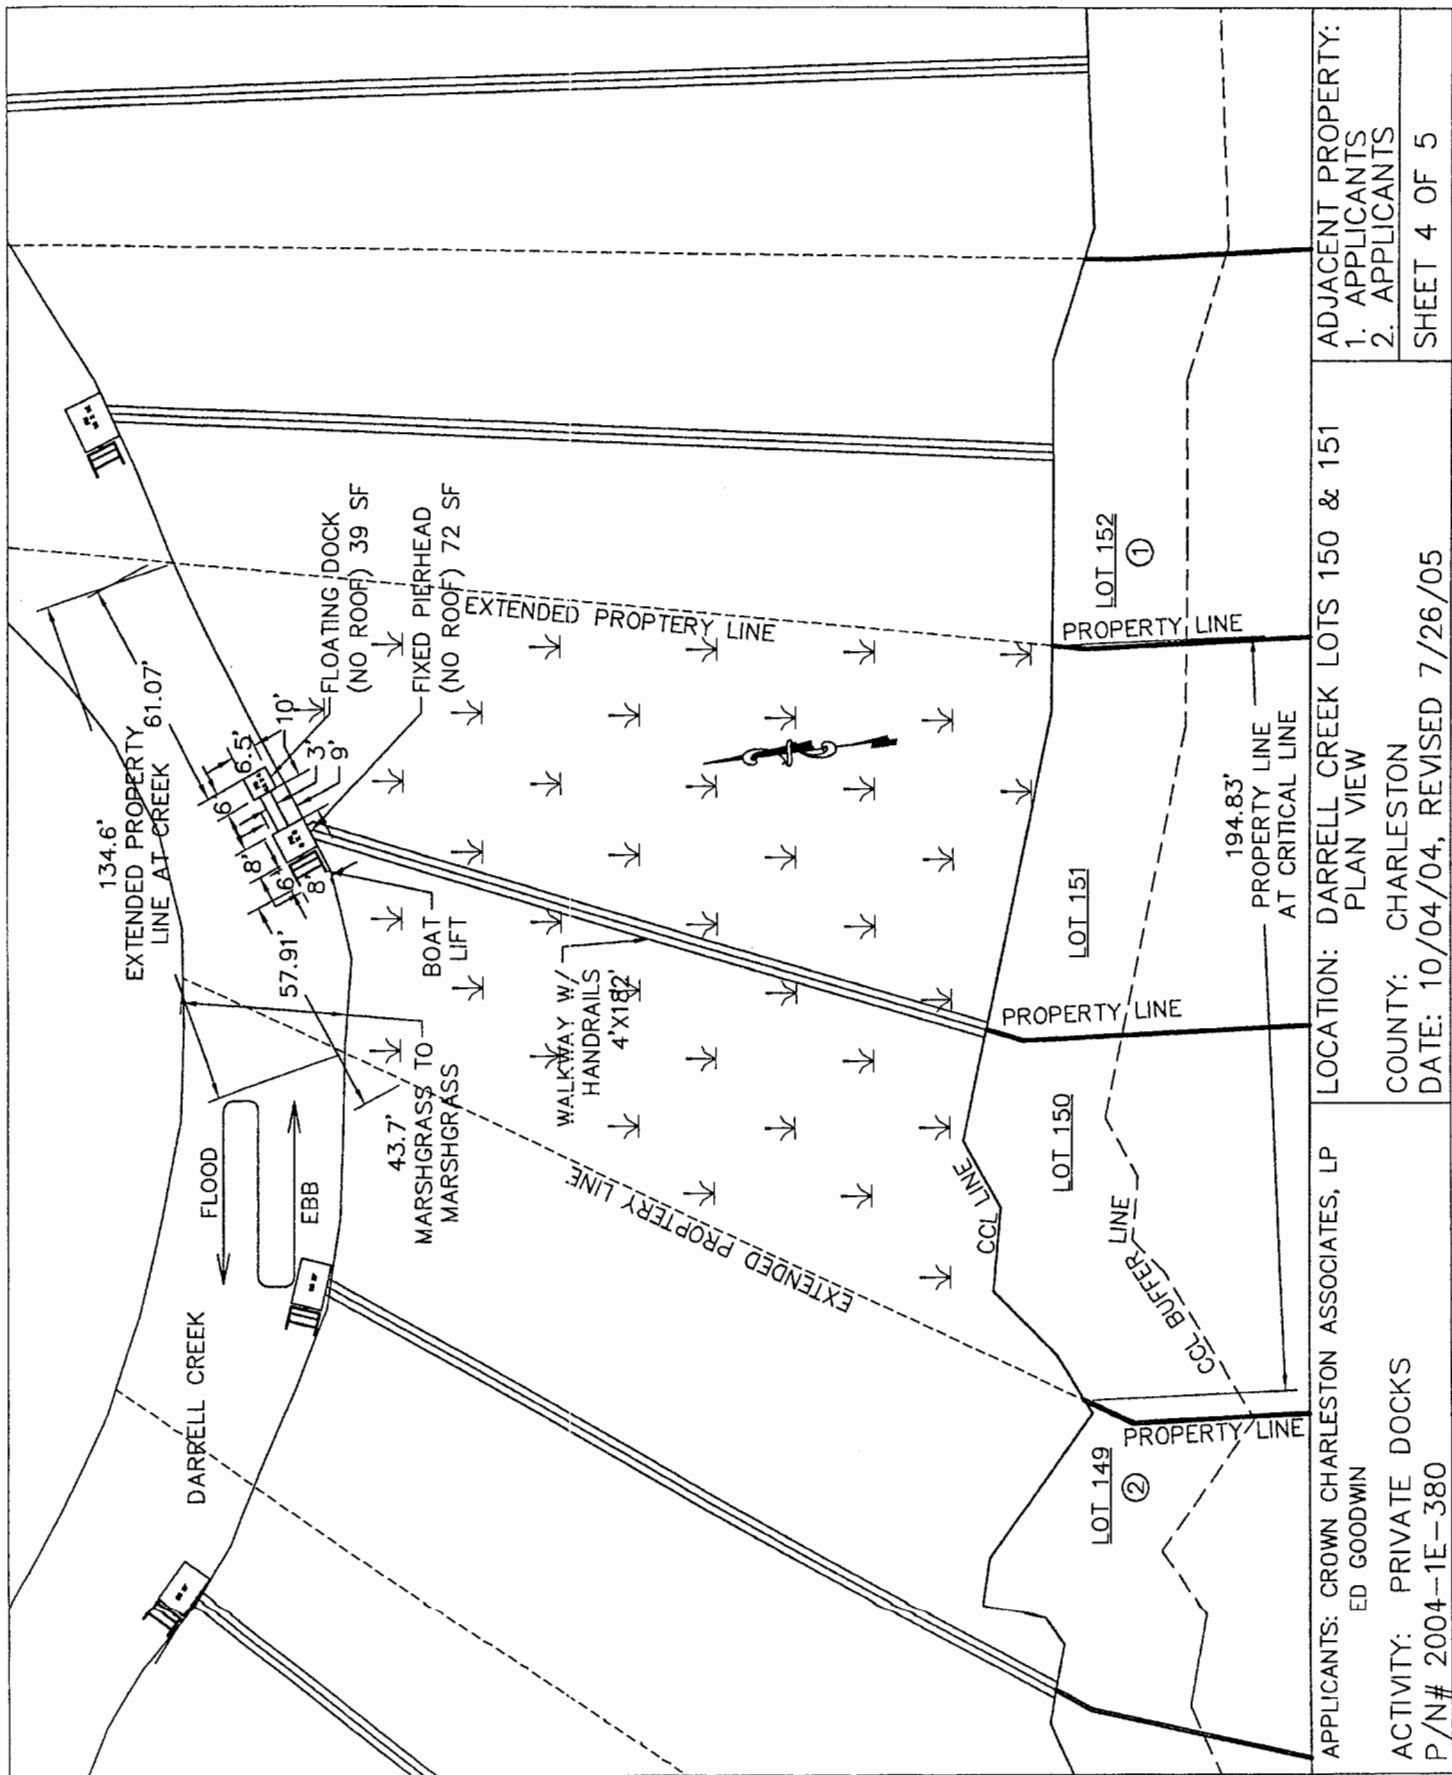 134.6'
EXTENDED PROPERTY
LINE AT CREEK
61.07'
6.5'
10'
6'
3'
9'
8'
6'
8'
57.91'
FLOATING DOCK
(NO ROOF) 39 SF
FIXED PIERHEAD
(NO ROOF) 72 SF
BOAT
LIFT
FLOOD
EBB
43.7'
MARSHGRASS TO
MARSHGRASS
DARRELL CREEK
WALKWAY W/
HANDRAILS
4'X182'
EXTENDED PROPTERY LINE
EXTENDED PROPTERY LINE
CCL LINE
CCL BUFFER LINE
LOT 149
②
PROPERTY LINE
LOT 150
PROPERTY LINE
LOT 151
PROPERTY LINE
LOT 152
①
194.83'
PROPERTY LINE
AT CRITICAL LINE
APPLICANTS: CROWN CHARLESTON ASSOCIATES, LP
ED GOODWIN
ACTIVITY: PRIVATE DOCKS
P/N# 2004-1E-380
LOCATION: DARRELL CREEK LOTS 150 & 151
PLAN VIEW
COUNTY: CHARLESTON
DATE: 10/04/04, REVISED 7/26/05
ADJACENT PROPERTY:
1. APPLICANTS
2. APPLICANTS
SHEET 4 OF 5